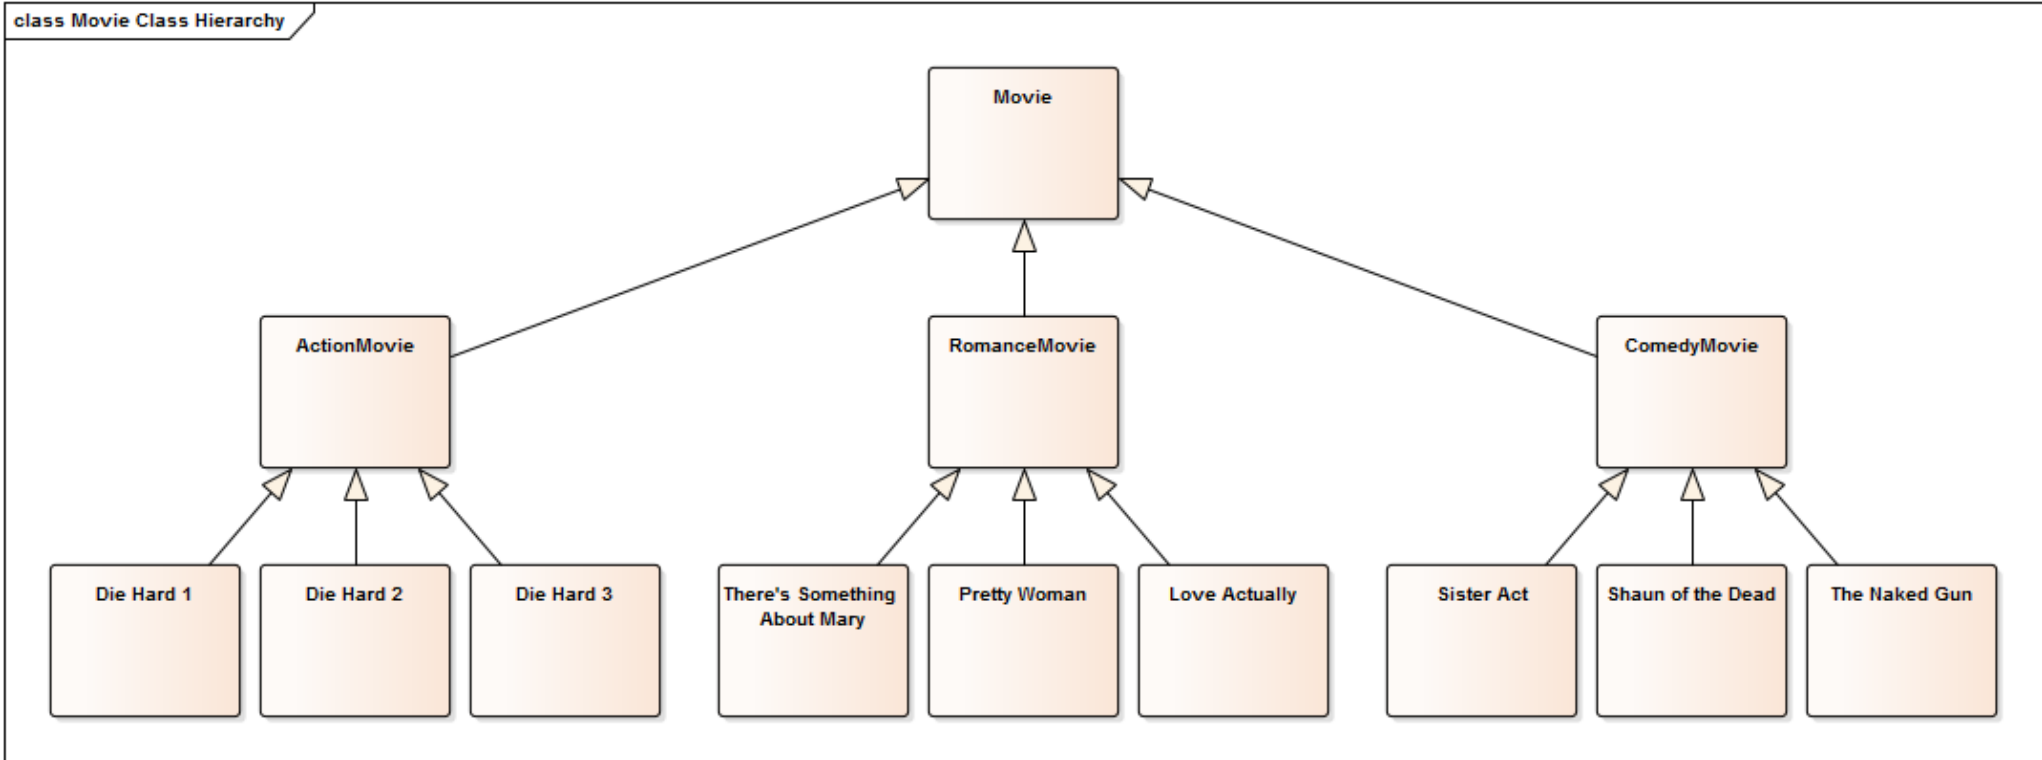 class Movie Class Hierarchy
Movie
ActionMovie
RomanceMovie
ComedyMovie
Die Hard 1
Die Hard 2
Die Hard 3
There's Something
About Mary
Pretty Woman
Love Actually
Sister Act
Shaun of the Dead
The Naked Gun